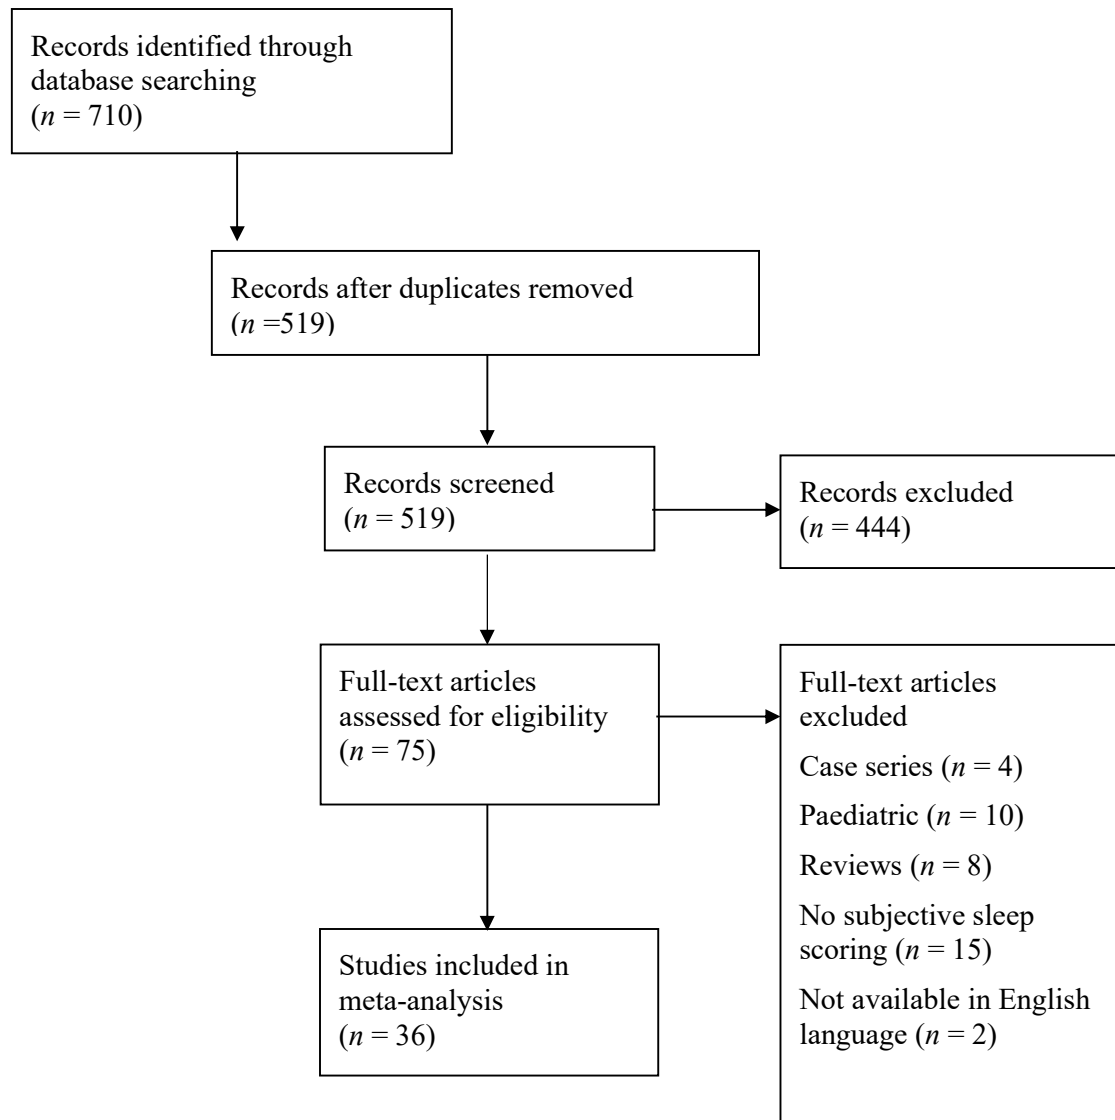 Records identified through
database searching
(n = 710)
Records after duplicates removed
(n =519)
Records screened
(n = 519)
Records excluded
(n = 444)
Full-text articles
assessed for eligibility
(n = 75)
Full-text articles
excluded
Case series (n = 4)
Paediatric (n = 10)
Reviews (n = 8)
No subjective sleep
scoring (n = 15)
Not available in English
language (n = 2)
Studies included in
meta-analysis
(n = 36)